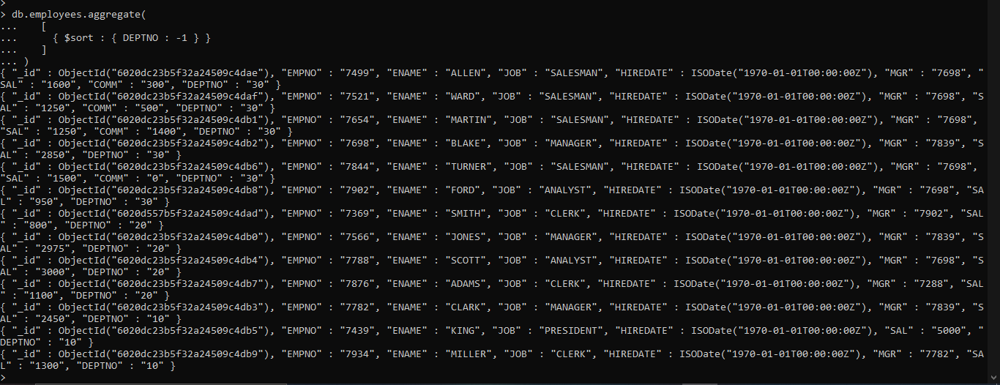 >
> db.employees.aggregate(
...    [
...      { $sort : { DEPTNO : -1 } }
...    ]
... )
{ "_id" : ObjectId("6020dc23b5f32a24509c4dae"), "EMPNO" : "7499", "ENAME" : "ALLEN", "JOB" : "SALESMAN", "HIREDATE" : ISODate("1970-01-01T00:00:00Z"), "MGR" : "7698", "
SAL" : "1600", "COMM" : "300", "DEPTNO" : "30" }
{ "_id" : ObjectId("6020dc23b5f32a24509c4daf"), "EMPNO" : "7521", "ENAME" : "WARD", "JOB" : "SALESMAN", "HIREDATE" : ISODate("1970-01-01T00:00:00Z"), "MGR" : "7698", "S
AL" : "1250", "COMM" : "500", "DEPTNO" : "30" }
{ "_id" : ObjectId("6020dc23b5f32a24509c4db1"), "EMPNO" : "7654", "ENAME" : "MARTIN", "JOB" : "SALESMAN", "HIREDATE" : ISODate("1970-01-01T00:00:00Z"), "MGR" : "7698",
"SAL" : "1250", "COMM" : "1400", "DEPTNO" : "30" }
{ "_id" : ObjectId("6020dc23b5f32a24509c4db2"), "EMPNO" : "7698", "ENAME" : "BLAKE", "JOB" : "MANAGER", "HIREDATE" : ISODate("1970-01-01T00:00:00Z"), "MGR" : "7839", "S
AL" : "2850", "DEPTNO" : "30" }
{ "_id" : ObjectId("6020dc23b5f32a24509c4db6"), "EMPNO" : "7844", "ENAME" : "TURNER", "JOB" : "SALESMAN", "HIREDATE" : ISODate("1970-01-01T00:00:00Z"), "MGR" : "7698",
"SAL" : "1500", "COMM" : "0", "DEPTNO" : "30" }
{ "_id" : ObjectId("6020dc23b5f32a24509c4db8"), "EMPNO" : "7902", "ENAME" : "FORD", "JOB" : "ANALYST", "HIREDATE" : ISODate("1970-01-01T00:00:00Z"), "MGR" : "7698", "SA
L" : "950", "DEPTNO" : "30" }
{ "_id" : ObjectId("6020d557b5f32a24509c4dad"), "EMPNO" : "7369", "ENAME" : "SMITH", "JOB" : "CLERK", "HIREDATE" : ISODate("1970-01-01T00:00:00Z"), "MGR" : "7902", "SAL
" : "800", "DEPTNO" : "20" }
{ "_id" : ObjectId("6020dc23b5f32a24509c4db0"), "EMPNO" : "7566", "ENAME" : "JONES", "JOB" : "MANAGER", "HIREDATE" : ISODate("1970-01-01T00:00:00Z"), "MGR" : "7839", "S
AL" : "2975", "DEPTNO" : "20" }
{ "_id" : ObjectId("6020dc23b5f32a24509c4db4"), "EMPNO" : "7788", "ENAME" : "SCOTT", "JOB" : "ANALYST", "HIREDATE" : ISODate("1970-01-01T00:00:00Z"), "MGR" : "7698", "S
AL" : "3000", "DEPTNO" : "20" }
{ "_id" : ObjectId("6020dc23b5f32a24509c4db7"), "EMPNO" : "7876", "ENAME" : "ADAMS", "JOB" : "CLERK", "HIREDATE" : ISODate("1970-01-01T00:00:00Z"), "MGR" : "7288", "SAL
" : "1100", "DEPTNO" : "20" }
{ "_id" : ObjectId("6020dc23b5f32a24509c4db3"), "EMPNO" : "7782", "ENAME" : "CLARK", "JOB" : "MANAGER", "HIREDATE" : ISODate("1970-01-01T00:00:00Z"), "MGR" : "7839", "S
AL" : "2450", "DEPTNO" : "10" }
{ "_id" : ObjectId("6020dc23b5f32a24509c4db5"), "EMPNO" : "7439", "ENAME" : "KING", "JOB" : "PRESIDENT", "HIREDATE" : ISODate("1970-01-01T00:00:00Z"), "SAL" : "5000", "
DEPTNO" : "10" }
{ "_id" : ObjectId("6020dc23b5f32a24509c4db9"), "EMPNO" : "7934", "ENAME" : "MILLER", "JOB" : "CLERK", "HIREDATE" : ISODate("1970-01-01T00:00:00Z"), "MGR" : "7782", "SA
L" : "1300", "DEPTNO" : "10" }
>